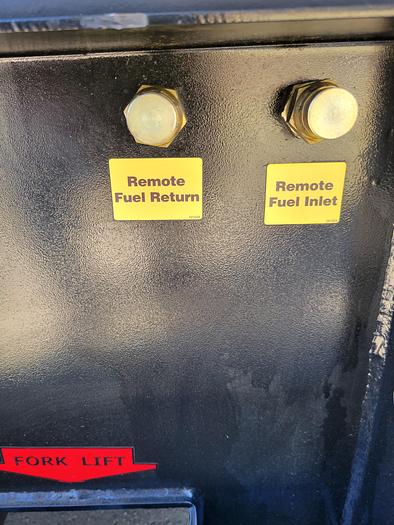 Remote
Fuel Return
Remote
Fuel Inlet
FORK LIFT